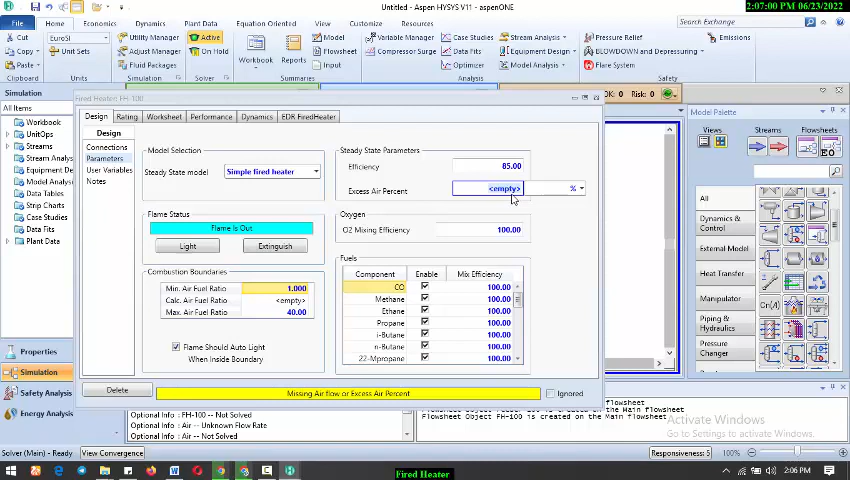 Untitled - Aspen HYSYS V11 - aspenONE
2:07:00 PM 06/23/2022
File Home Economics Dynamics Plant Data Equation Oriented View Customize Resources
Search Exchange
Cut
Copy
Paste
Clipboard
EuroSI
Unit Sets
Units
Utility Manager
Adjust Manager
Fluid Packages
Simulation
Active
On Hold
Solver
Workbook
Reports
Model
Flowsheet
Input
Summaries
Variable Manager
Compressor Surge
Case Studies
Data Fits
Optimizer
Stream Analysis
Equipment Design
Model Analysis
Analysis
Pressure Relief
BLOWDOWN and Depressuring
Flare System
Emissions
Safety
Simulation
All Items
Workbook
UnitOps
Streams
Stream Analys
Equipment De
Model Analysi
Strip Charts
Case Studies
Data Fits
Plant Data
Properties
Simulation
Safety Analysis
Energy Analysis
OK: 0 Risk: 0
Fired Heater: FH-100
Design Rating Worksheet Performance Dynamics EDR FiredHeater
Design
Connections
Parameters
User Variables
Notes
Model Selection
Steady State model Simple fired heater
Steady State Parameters
Efficiency 85.00
Excess Air Percent <empty> %
Flame Status
Flame Is Out
Light Extinguish
Oxygen
O2 Mixing Efficiency 100.00
Combustion Boundaries
Min. Air Fuel Ratio 1.000
Calc. Air Fuel Ratio <empty>
Max. Air Fuel Ratio 40.00
Flame Should Auto Light
When Inside Boundary
Fuels
Component Enable Mix Efficiency
CO 100.00
Methane 100.00
Ethane 100.00
Propane 100.00
i-Butane 100.00
n-Butane 100.00
22-Mpropane 100.00
Delete
Missing Air flow or Excess Air Percent
Ignored
Model Palette
Views Streams Flowsheets
EO
All
Dynamics &
Control
External Model
Heat Transfer
Manipulator
Piping &
Hydraulics
Pressure
Changer
Optional Info : FH-100 -- Not Solved
Optional Info : Air -- Unknown Flow Rate
Optional Info : Air -- Not Solved
Flowsheet Object FH-100 is created on the Main flowsheet
Activate Windows
Go to Settings to activate Windows.
Solver (Main) - Ready View Convergence
Responsiveness: 5 100%
Fired Heater
2:06 PM